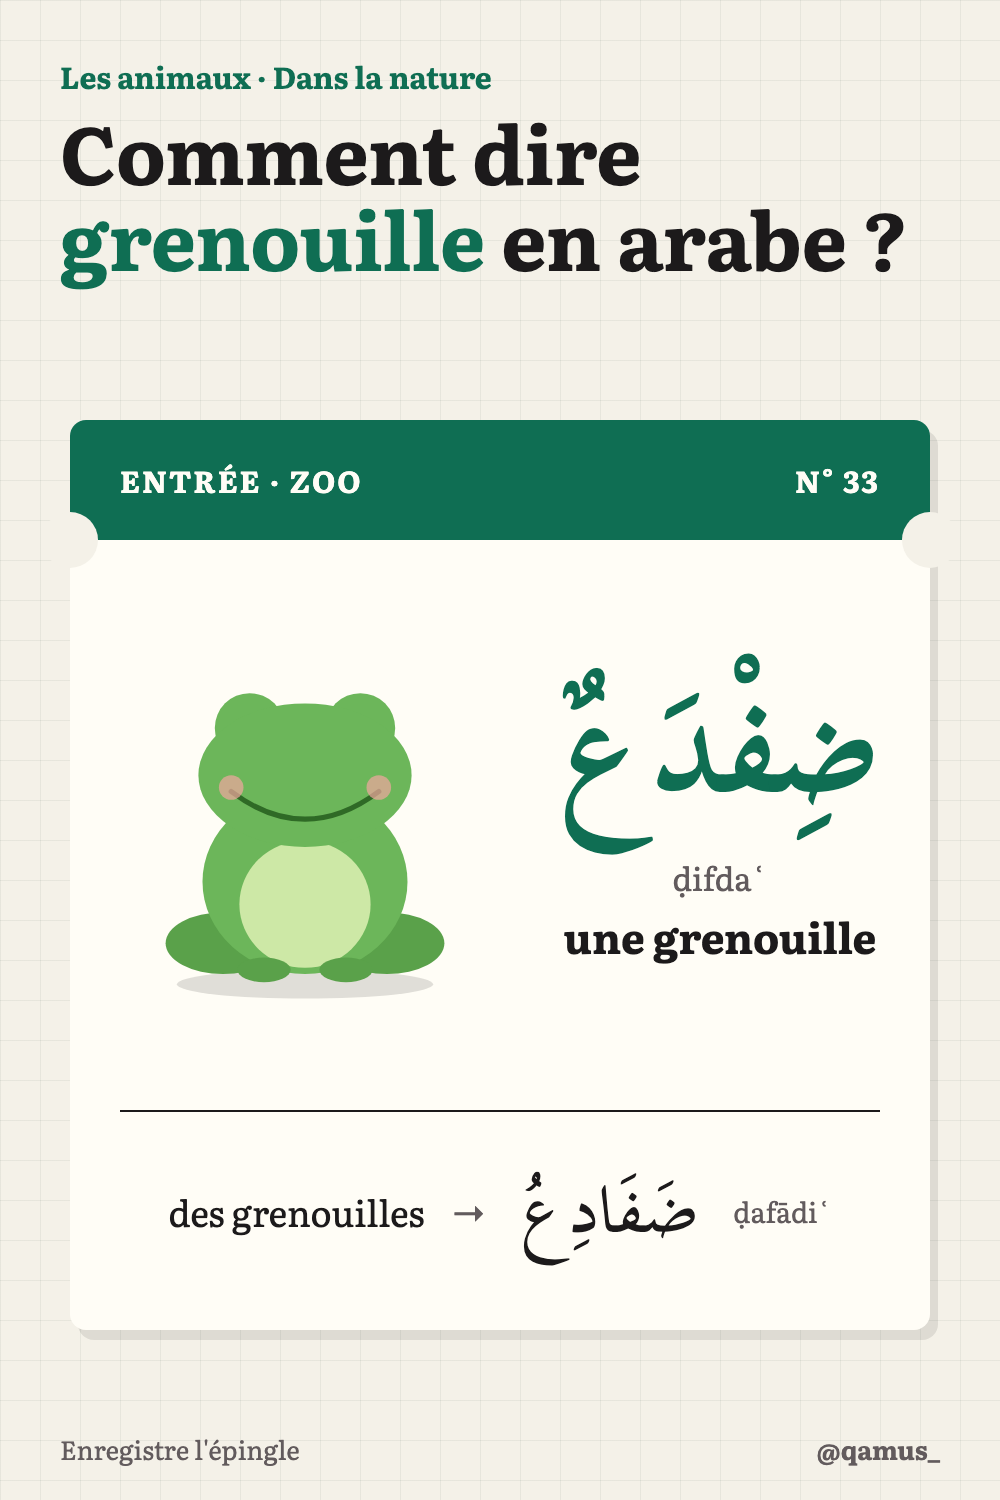 Les animaux · Dans la nature
Comment dire
grenouille en arabe ?
ENTRÉE · ZOO
N° 33
ضِفْدَعٌ
ḍifdaʿ
une grenouille
des grenouilles → ضَفَادِعُ ḍafādiʿ
Enregistre l'épingle
@qamus_